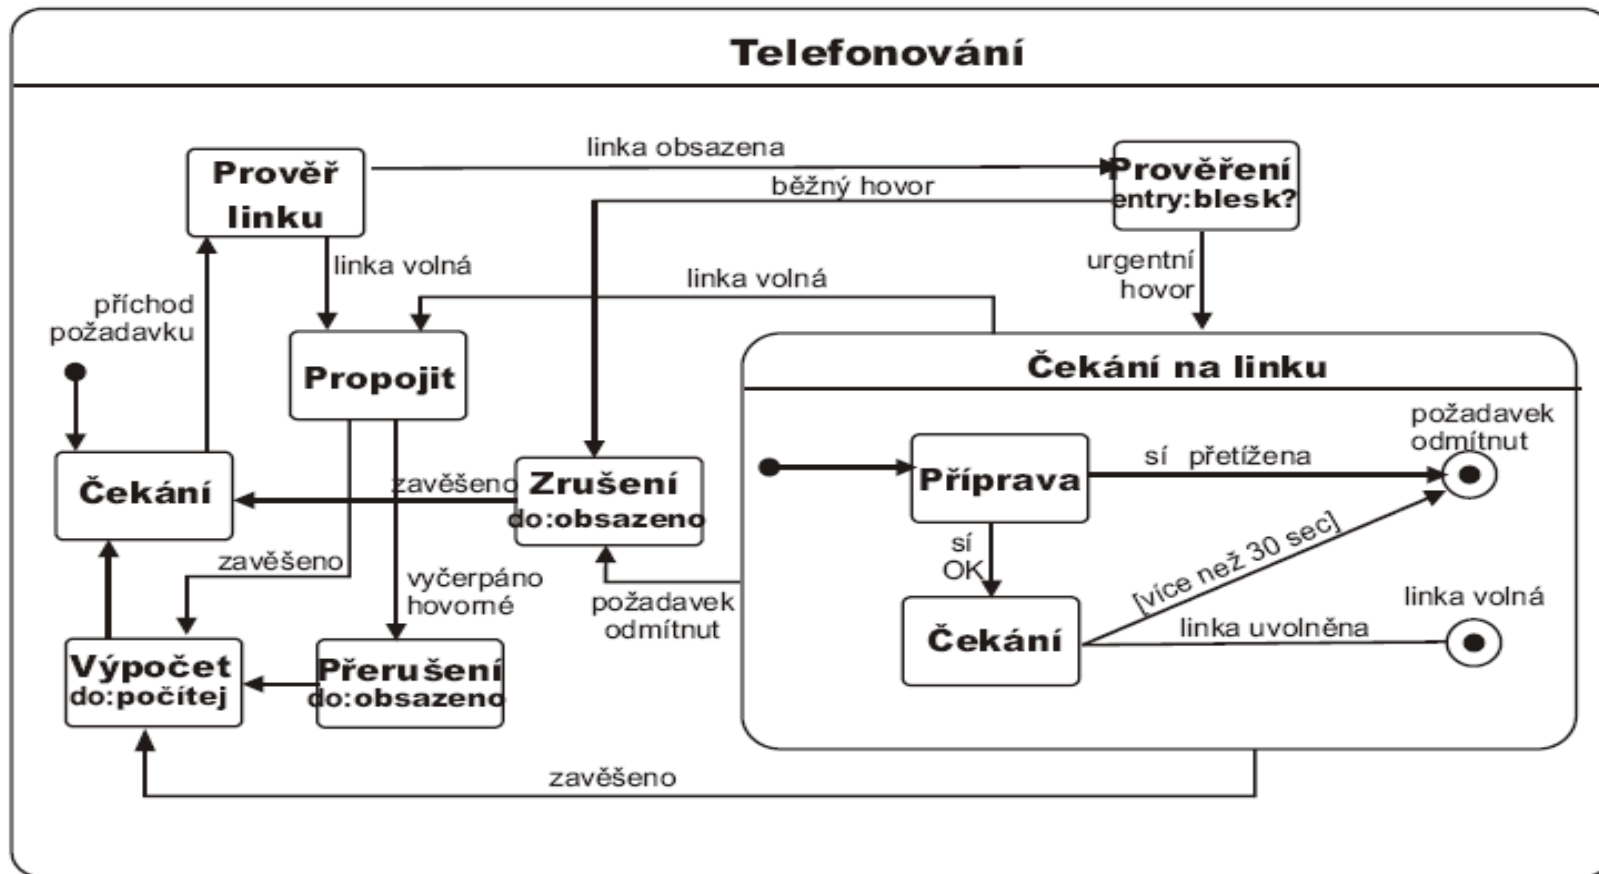 Telefonování
linka obsazena
Prověř
linku
Prověření
entry:blesk?
běžný hovor
linka volná
linka volná
urgentní
hovor
příchod
požadavku
Propojit
Čekání na linku
požadavek
odmítnut
Čekání
zavěšeno
Zrušení
do:obsazeno
Příprava
sí přetížena
sí
OK
[více než 30 sec]
zavěšeno
vyčerpáno
hovorné
požadavek
odmítnut
Čekání
linka uvolněna
linka volná
Výpočet
do:počítej
Přerušení
do:obsazeno
zavěšeno